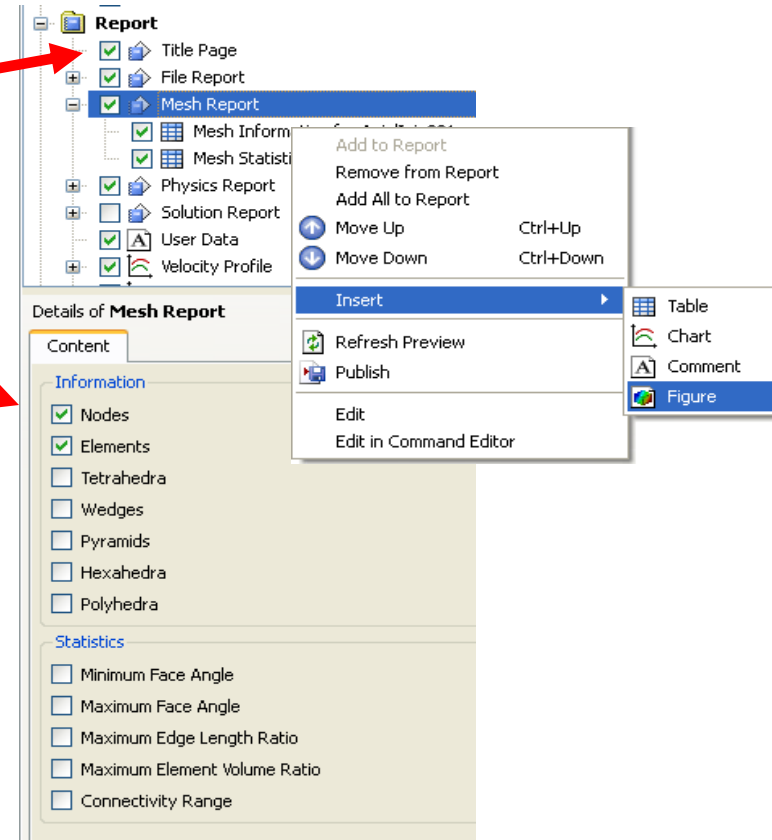 Report
Title Page
File Report
Mesh Report
Mesh Inform
Mesh Statisti
Physics Report
Solution Report
User Data
Velocity Profile
Add to Report
Remove from Report
Add All to Report
Move Up Ctrl+Up
Move Down Ctrl+Down
Insert
Refresh Preview
Publish
Edit
Edit in Command Editor
Table
Chart
Comment
Figure
Details of Mesh Report
Content
Information
Nodes
Elements
Tetrahedra
Wedges
Pyramids
Hexahedra
Polyhedra
Statistics
Minimum Face Angle
Maximum Face Angle
Maximum Edge Length Ratio
Maximum Element Volume Ratio
Connectivity Range